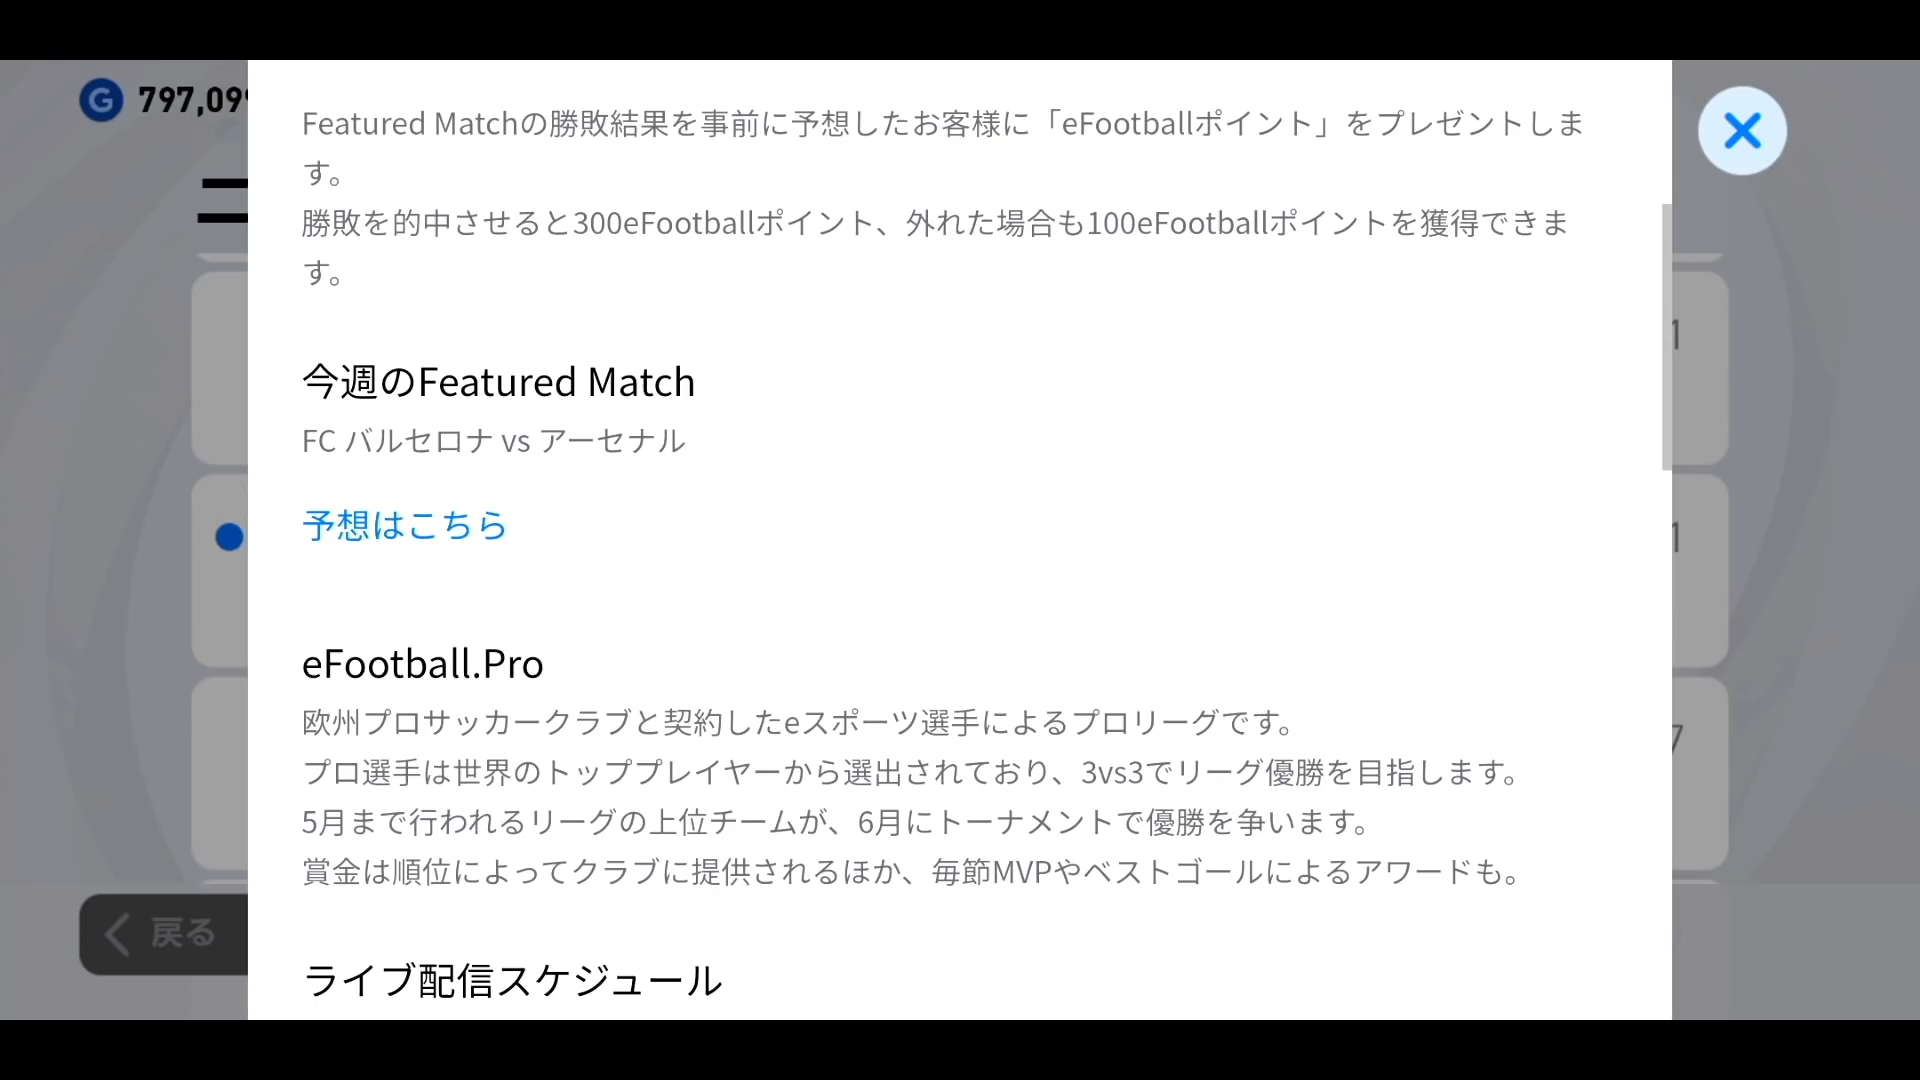 797,099
Featured Matchの勝敗結果を事前に予想したお客様に「eFootballポイント」をプレゼントしま
す。
勝敗を的中させると300eFootballポイント、外れた場合も100eFootballポイントを獲得できま
す。
今週のFeatured Match
FC バルセロナ vs アーセナル
予想はこちら
eFootball.Pro
欧州プロサッカークラブと契約したeスポーツ選手によるプロリーグです。
プロ選手は世界のトッププレイヤーから選出されており、3vs3でリーグ優勝を目指します。
5月まで行われるリーグの上位チームが、6月にトーナメントで優勝を争います。
賞金は順位によってクラブに提供されるほか、毎節MVPやベストゴールによるアワードも。
戻る
ライブ配信スケジュール